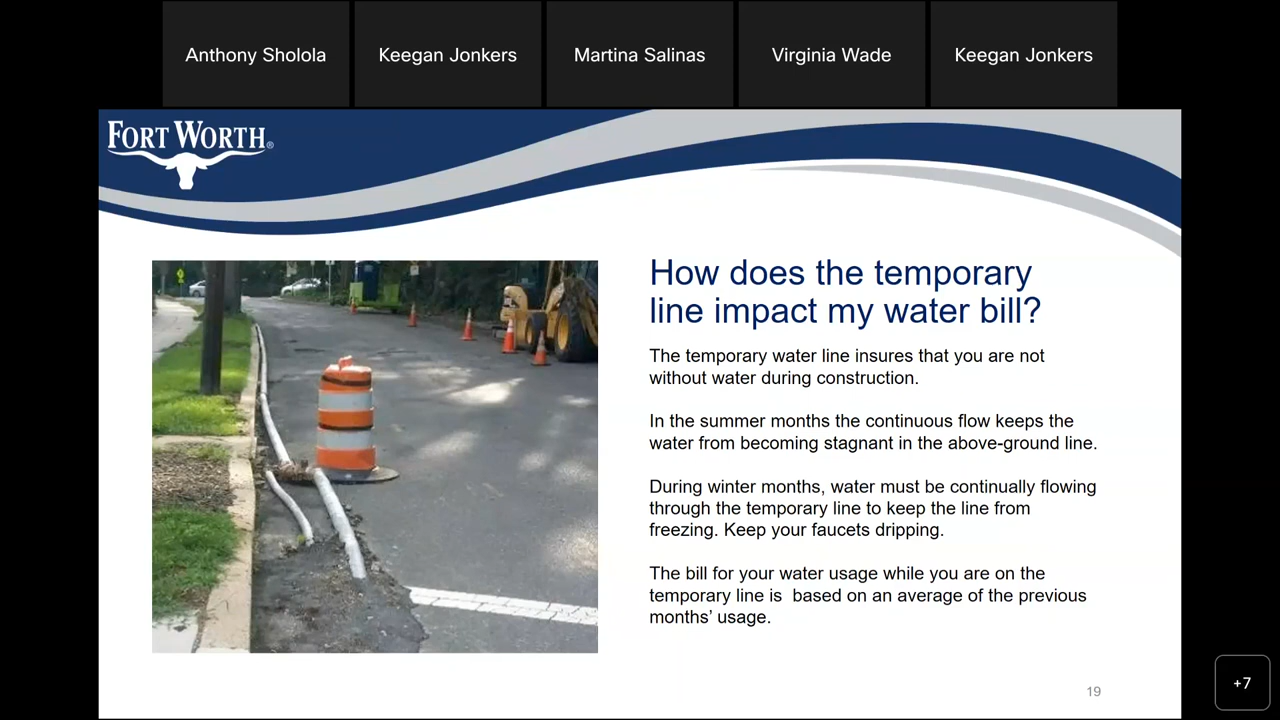 Anthony Sholola
Keegan Jonkers
Martina Salinas
Virginia Wade
Keegan Jonkers
FORT WORTH®
How does the temporary
line impact my water bill?
The temporary water line insures that you are not
without water during construction.
In the summer months the continuous flow keeps the
water from becoming stagnant in the above-ground line.
During winter months, water must be continually flowing
through the temporary line to keep the line from
freezing. Keep your faucets dripping.
The bill for your water usage while you are on the
temporary line is  based on an average of the previous
months’ usage.
19
+7